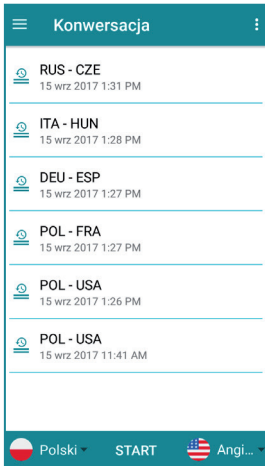 Konwersacja
RUS - CZE
15 wrz 2017 1:31 PM
ITA - HUN
15 wrz 2017 1:28 PM
DEU - ESP
15 wrz 2017 1:27 PM
POL - FRA
15 wrz 2017 1:27 PM
POL - USA
15 wrz 2017 1:26 PM
POL - USA
15 wrz 2017 11:41 AM
Polski START Angi...